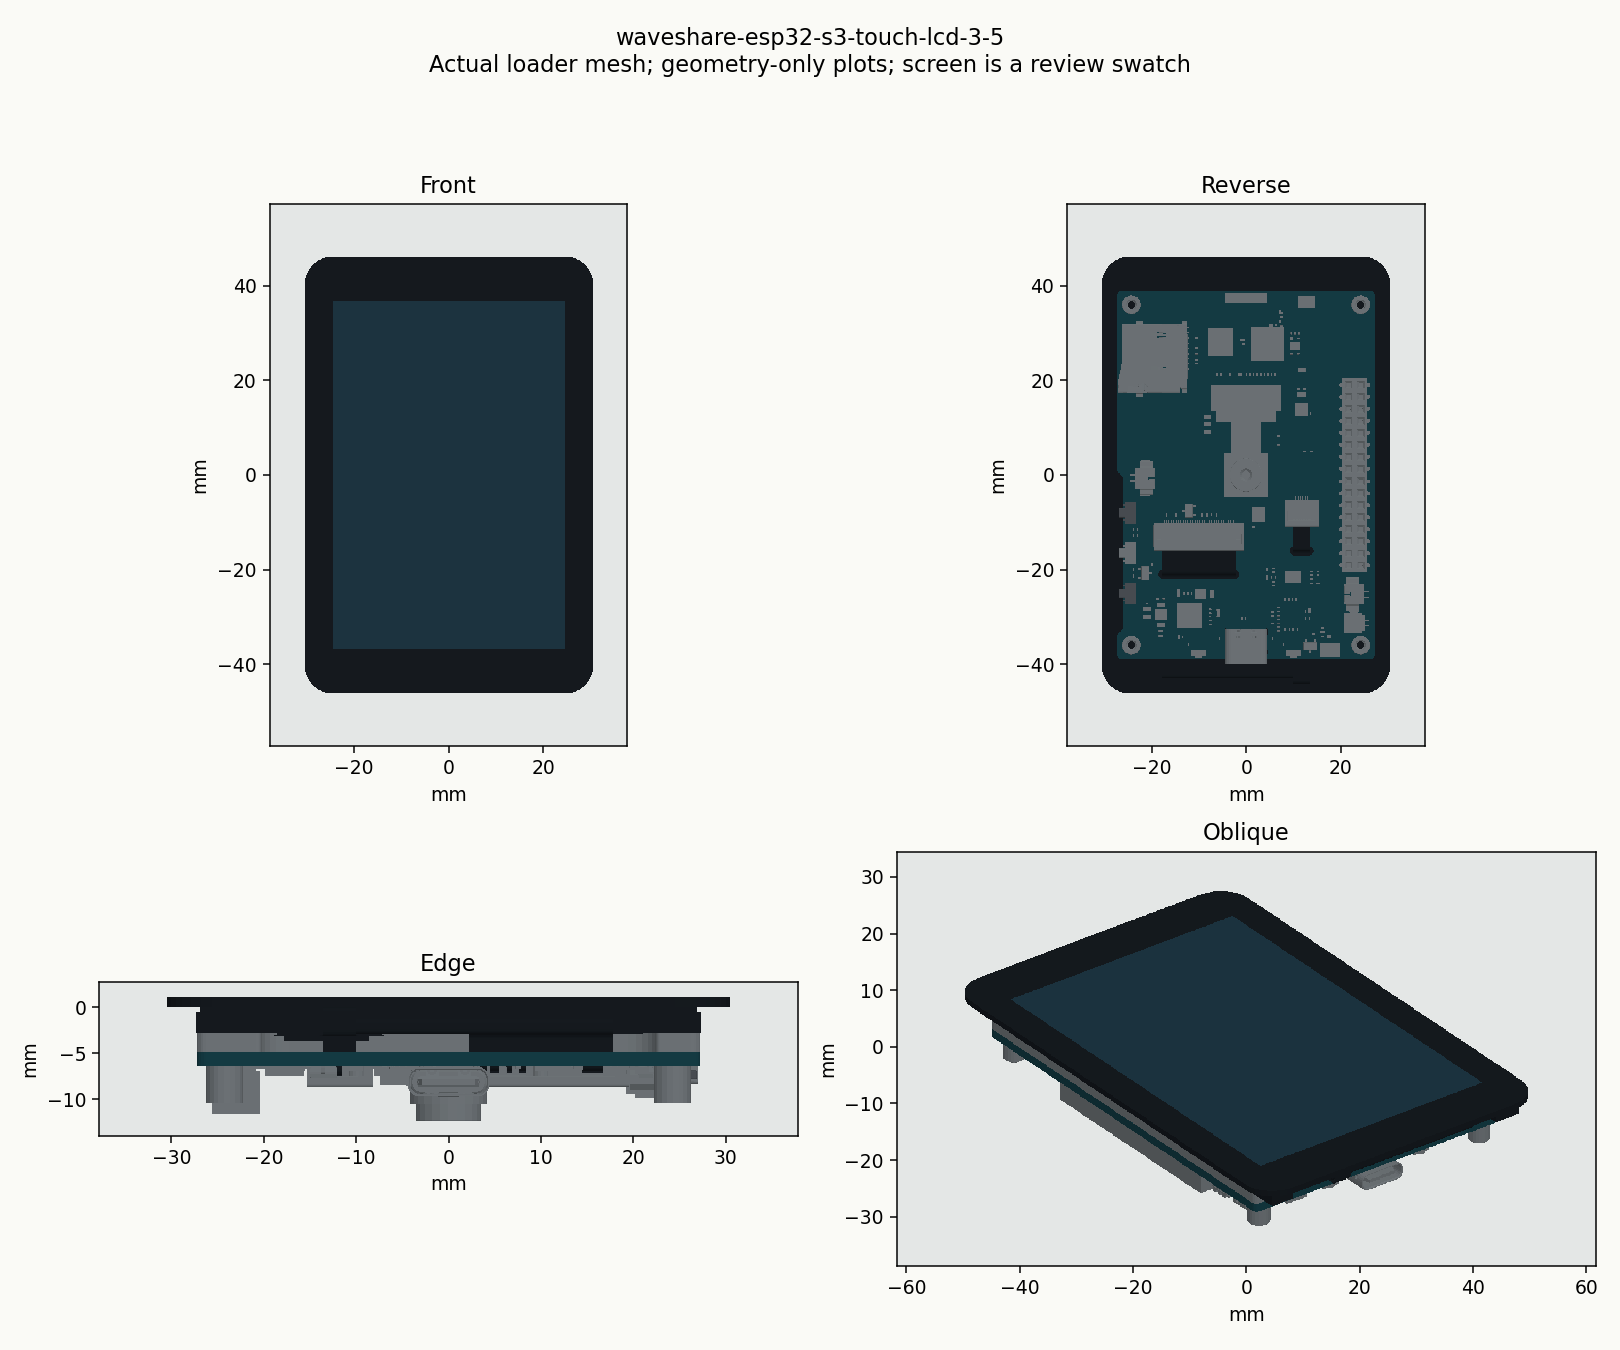 waveshare-esp32-s3-touch-lcd-3-5
Actual loader mesh; geometry-only plots; screen is a review swatch
Front
40
20
0
−20
−40
mm
−20 0 20
mm
Reverse
40
20
0
−20
−40
mm
−20 0 20
mm
Edge
0
−5
−10
mm
−30 −20 −10 0 10 20 30
mm
Oblique
30
20
10
0
−10
−20
−30
mm
−60 −40 −20 0 20 40 60
mm